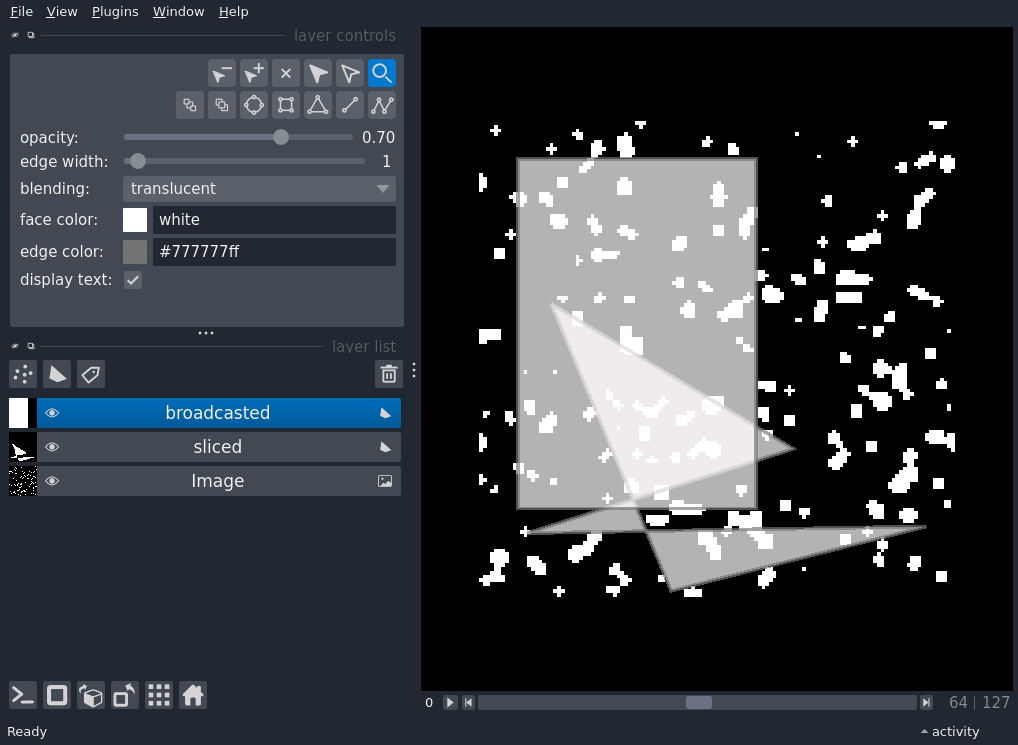 File View Plugins Window Help
layer controls
opacity: 0.70
edge width: 1
blending: translucent
face color: white
edge color: #777777ff
display text:
layer list
broadcasted
sliced
Image
0 64 | 127
Ready activity